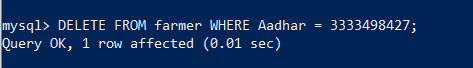 mysql> DELETE FROM farmer WHERE Aadhar = 3333498427;
Query OK, 1 row affected (0.01 sec)